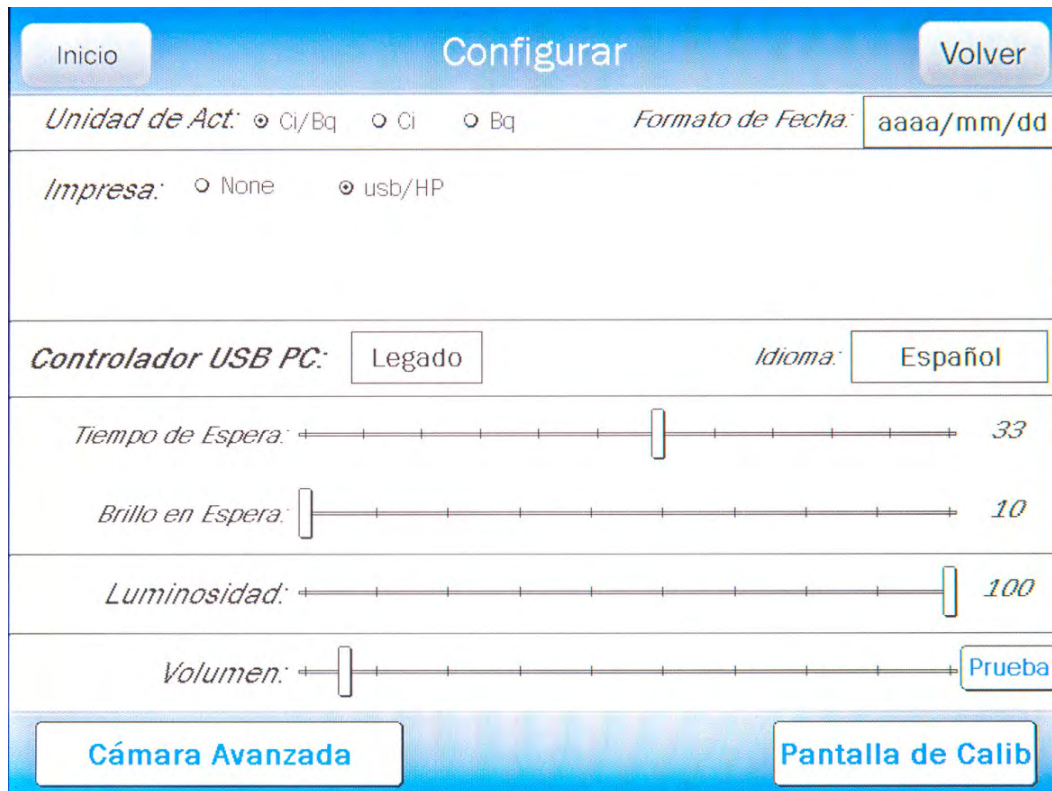 Inicio Configurar Volver
Unidad de Act: Ci/Bq Ci Bq Formato de Fecha: aaaa/mm/dd
Impresa: None usb/HP
Controlador USB PC: Legado Idioma: Español
Tiempo de Espera: 33
Brillo en Espera: 10
Luminosidad: 100
Volumen: Prueba
Cámara Avanzada Pantalla de Calib